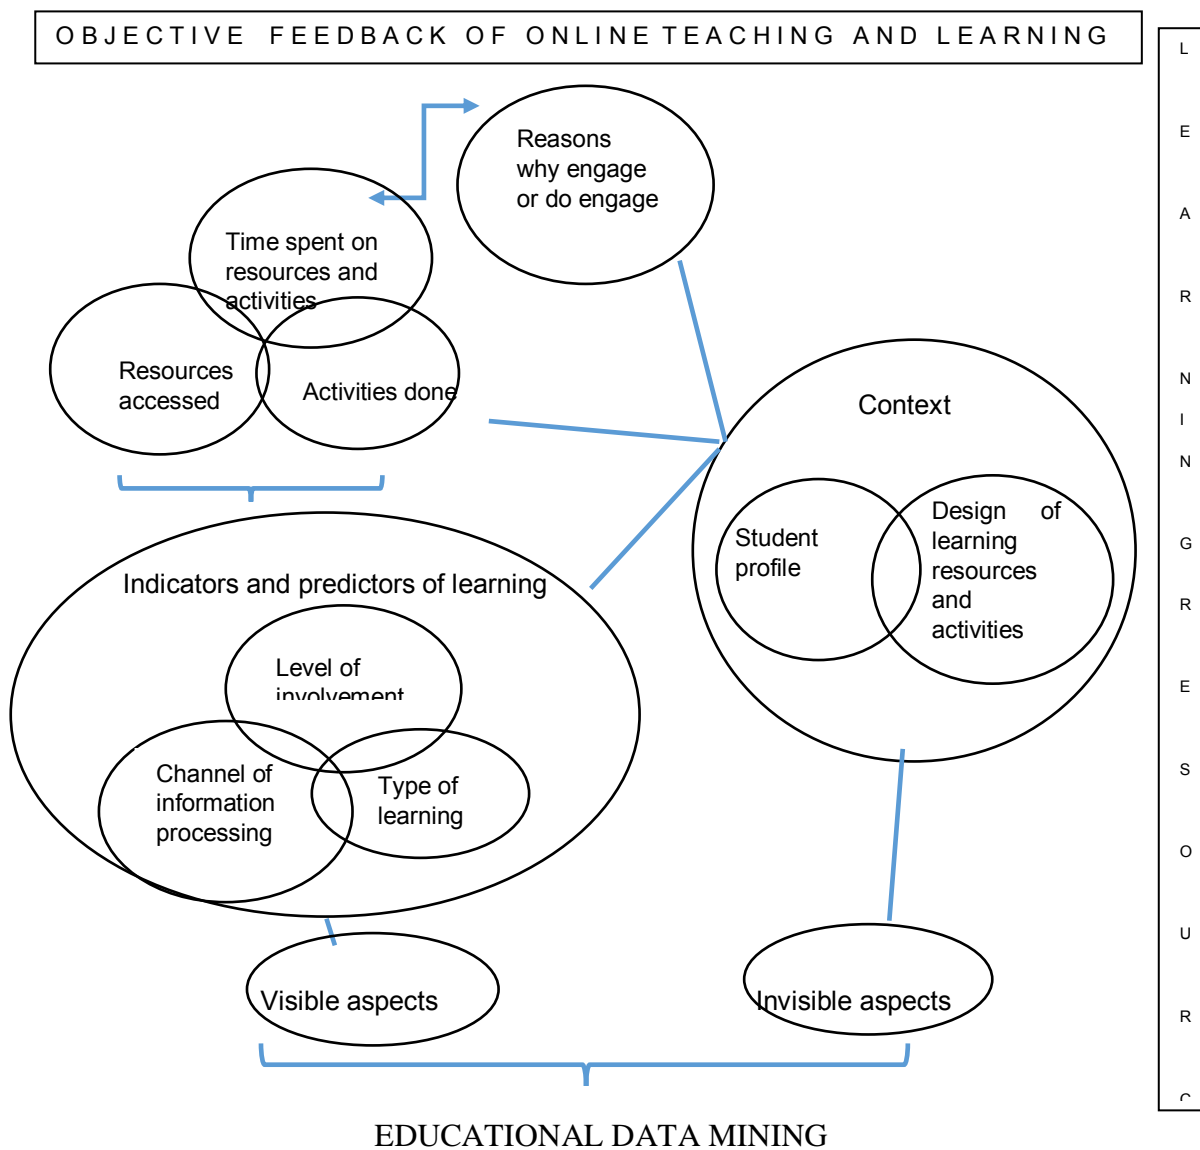 OBJECTIVE FEEDBACK OF ONLINE TEACHING AND LEARNING
Reasons
why engage
or do engage
Time spent on
resources and
activities
Resources
accessed
Activities done
Context
Student
profile
Design of
learning
resources
and
activities
Indicators and predictors of learning
Level of
involvement
Channel of
information
processing
Type of
learning
Visible aspects
Invisible aspects
EDUCATIONAL DATA MINING
L
E
A
R
N
I
N
G
R
E
S
O
U
R
C